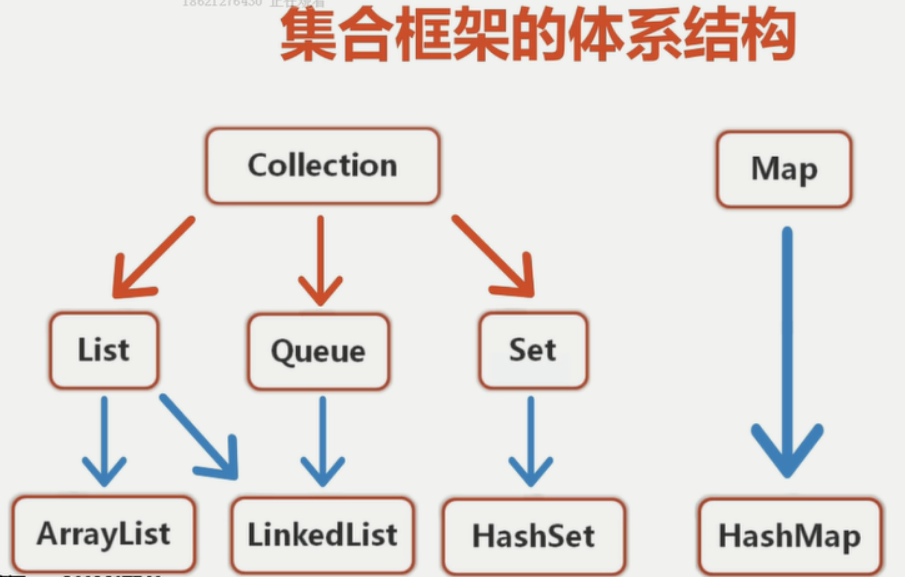 18621276436 正在观看
集合框架的体系结构
Collection
Map
List
Queue
Set
ArrayList
LinkedList
HashSet
HashMap